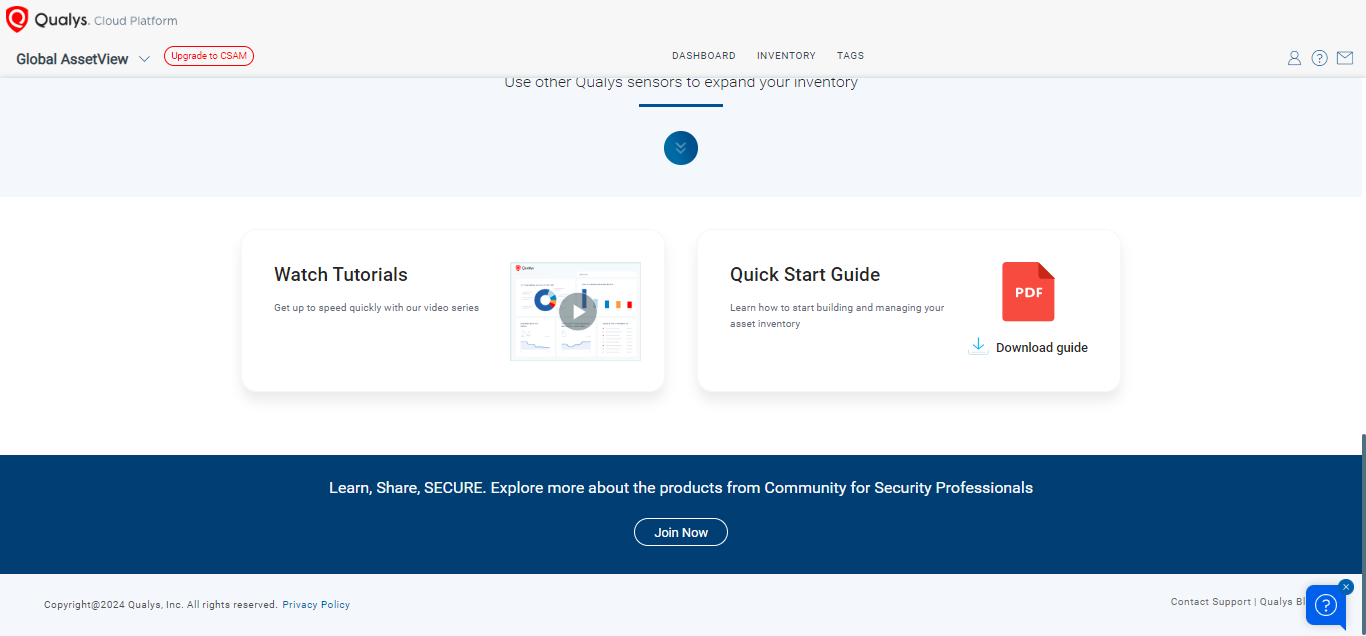 Qualys. Cloud Platform
Global AssetView
Upgrade to CSAM
DASHBOARD
INVENTORY
TAGS
Use other Qualys sensors to expand your inventory
Watch Tutorials
Get up to speed quickly with our video series
Qualys
Quick Start Guide
Learn how to start building and managing your
asset inventory
PDF
Download guide
Learn, Share, SECURE. Explore more about the products from Community for Security Professionals
Join Now
Copyright@2024 Qualys, Inc. All rights reserved. Privacy Policy
Contact Support | Qualys Bl